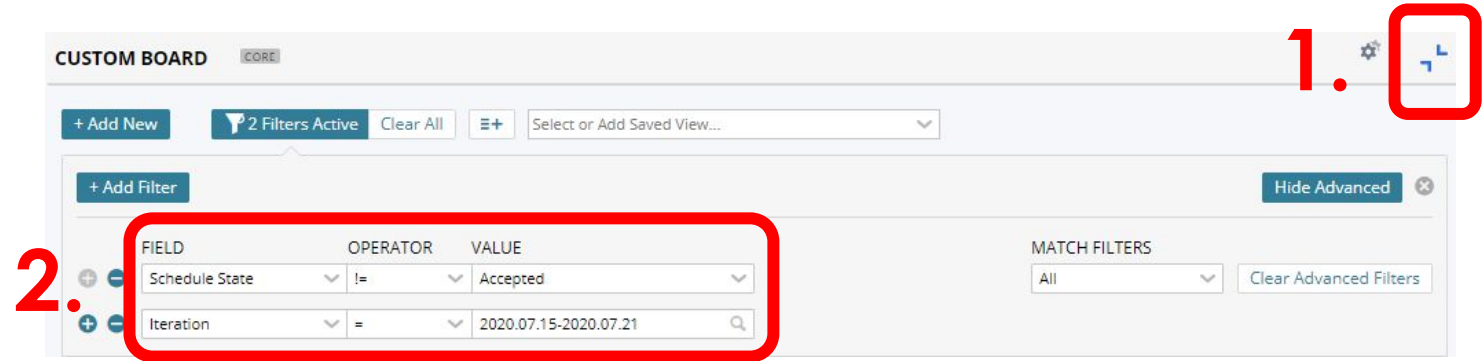 CUSTOM BOARD CORE 1.
+ Add New 2 Filters Active Clear All Select or Add Saved View...
+ Add Filter Hide Advanced
FIELD OPERATOR VALUE MATCH FILTERS
2. Schedule State != Accepted All Clear Advanced Filters
Iteration = 2020.07.15-2020.07.21